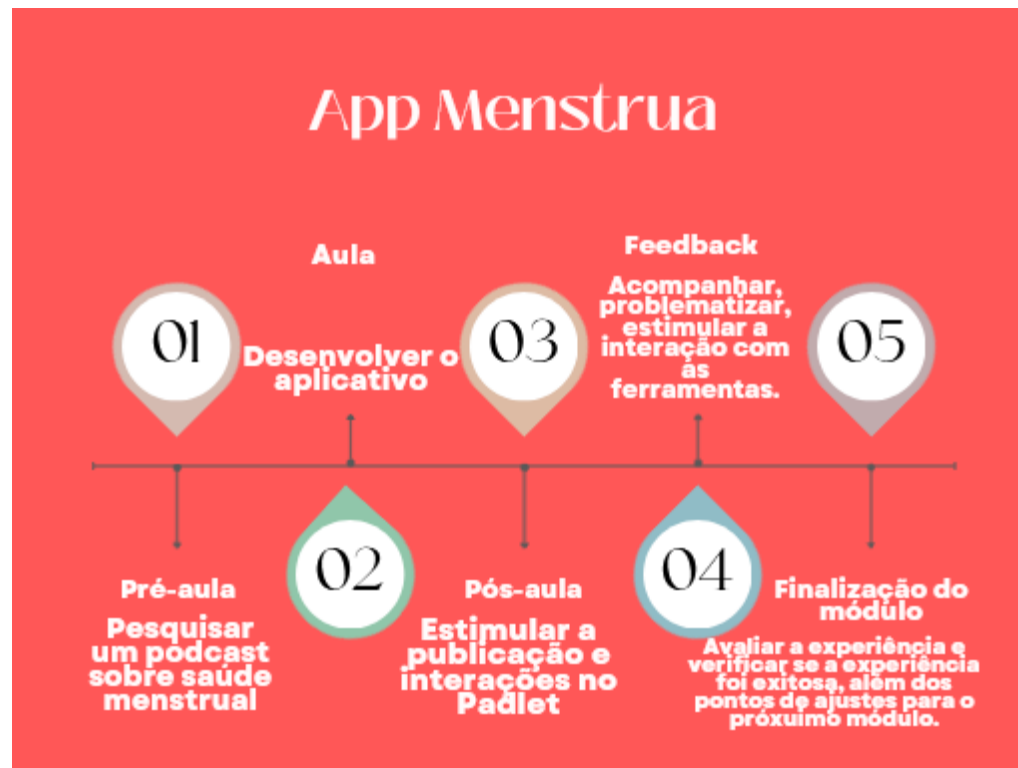 App Menstrua
01
Pré-aula
Pesquisar
um podcast
sobre saúde
menstrual
Aula
Desenvolver o
aplicativo
02
03
Pós-aula
Estimular a
publicação e
interações no
Padlet
Feedback
Acompanhar,
problematizar,
estimular a
interação com
as
ferramentas.
04
05
Finalização do
módulo
Avaliar a experiência e
verificar se a experiência
foi exitosa, além dos
pontos de ajustes para o
próxuimo módulo.